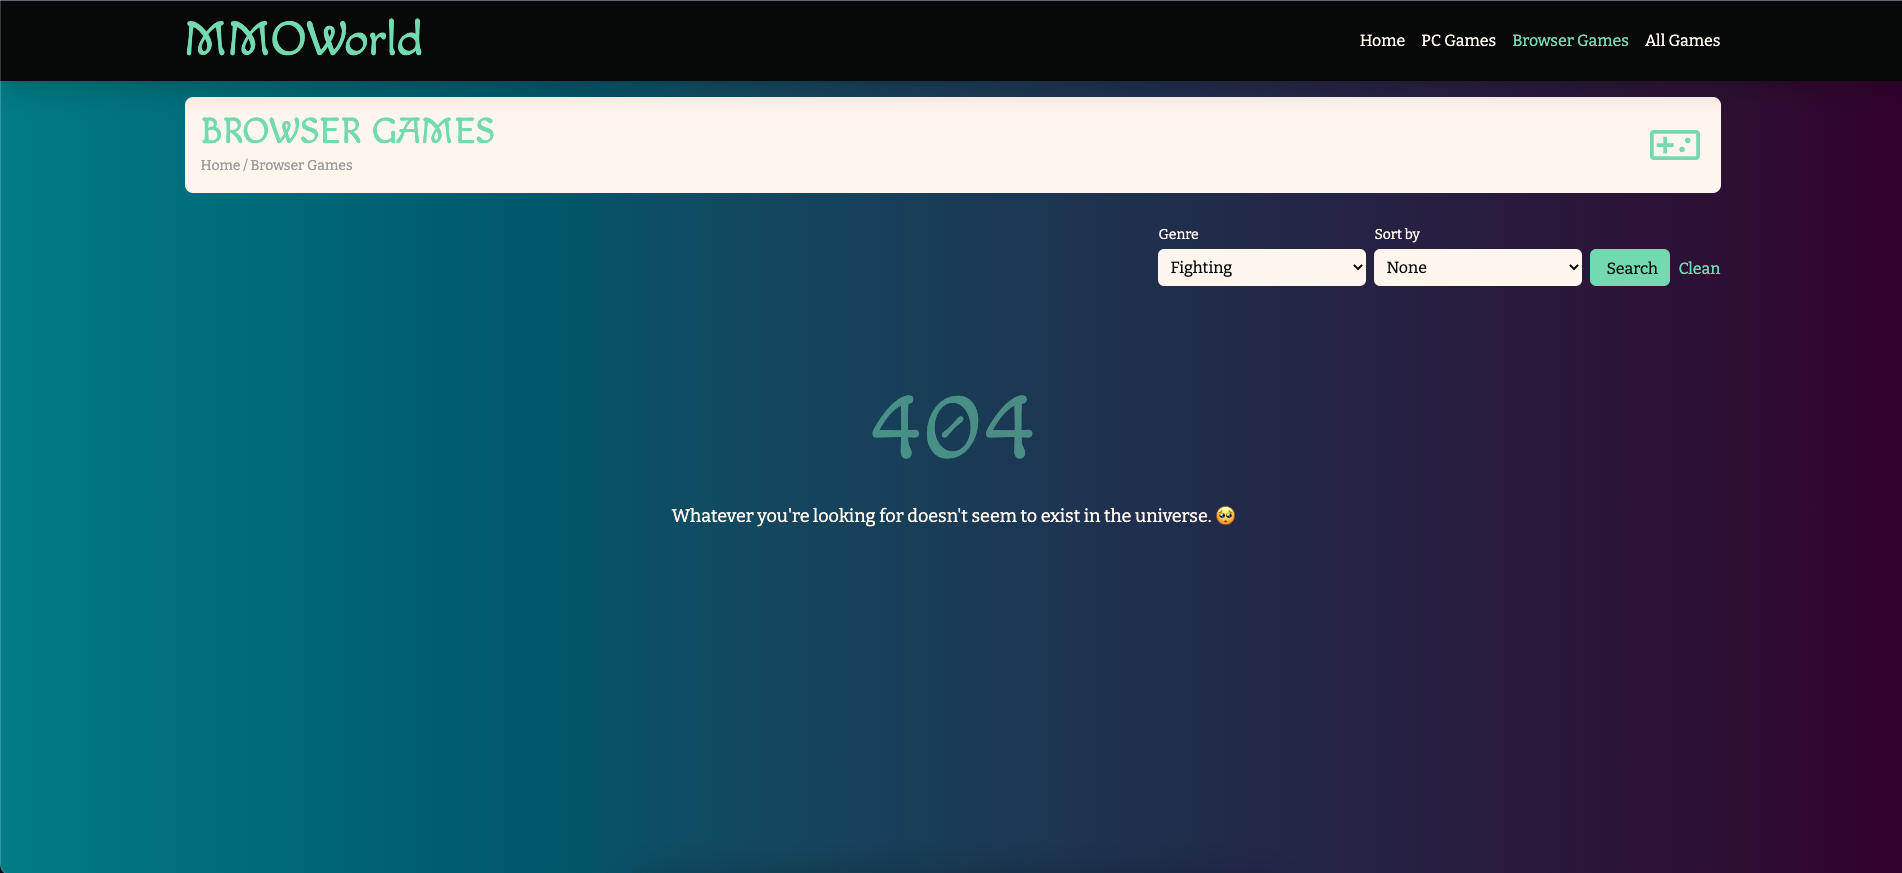 MMOWorld
Home PC Games Browser Games All Games
BROWSER GAMES
Home / Browser Games
Genre Sort by
Fighting None Search Clean
404
Whatever you're looking for doesn't seem to exist in the universe. 🥺